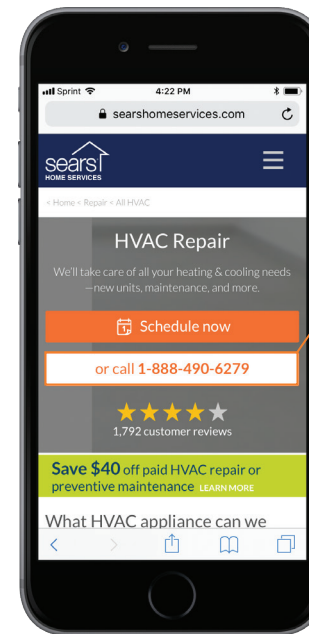 Sprint 4:22 PM
searshomeservices.com
sears
HOME SERVICES
< Home < Repair < All HVAC
HVAC Repair
We'll take care of all your heating & cooling needs
—new units, maintenance, and more.
Schedule now
or call 1-888-490-6279
1,792 customer reviews
Save $40 off paid HVAC repair or
preventive maintenance LEARN MORE
What HVAC appliance can we